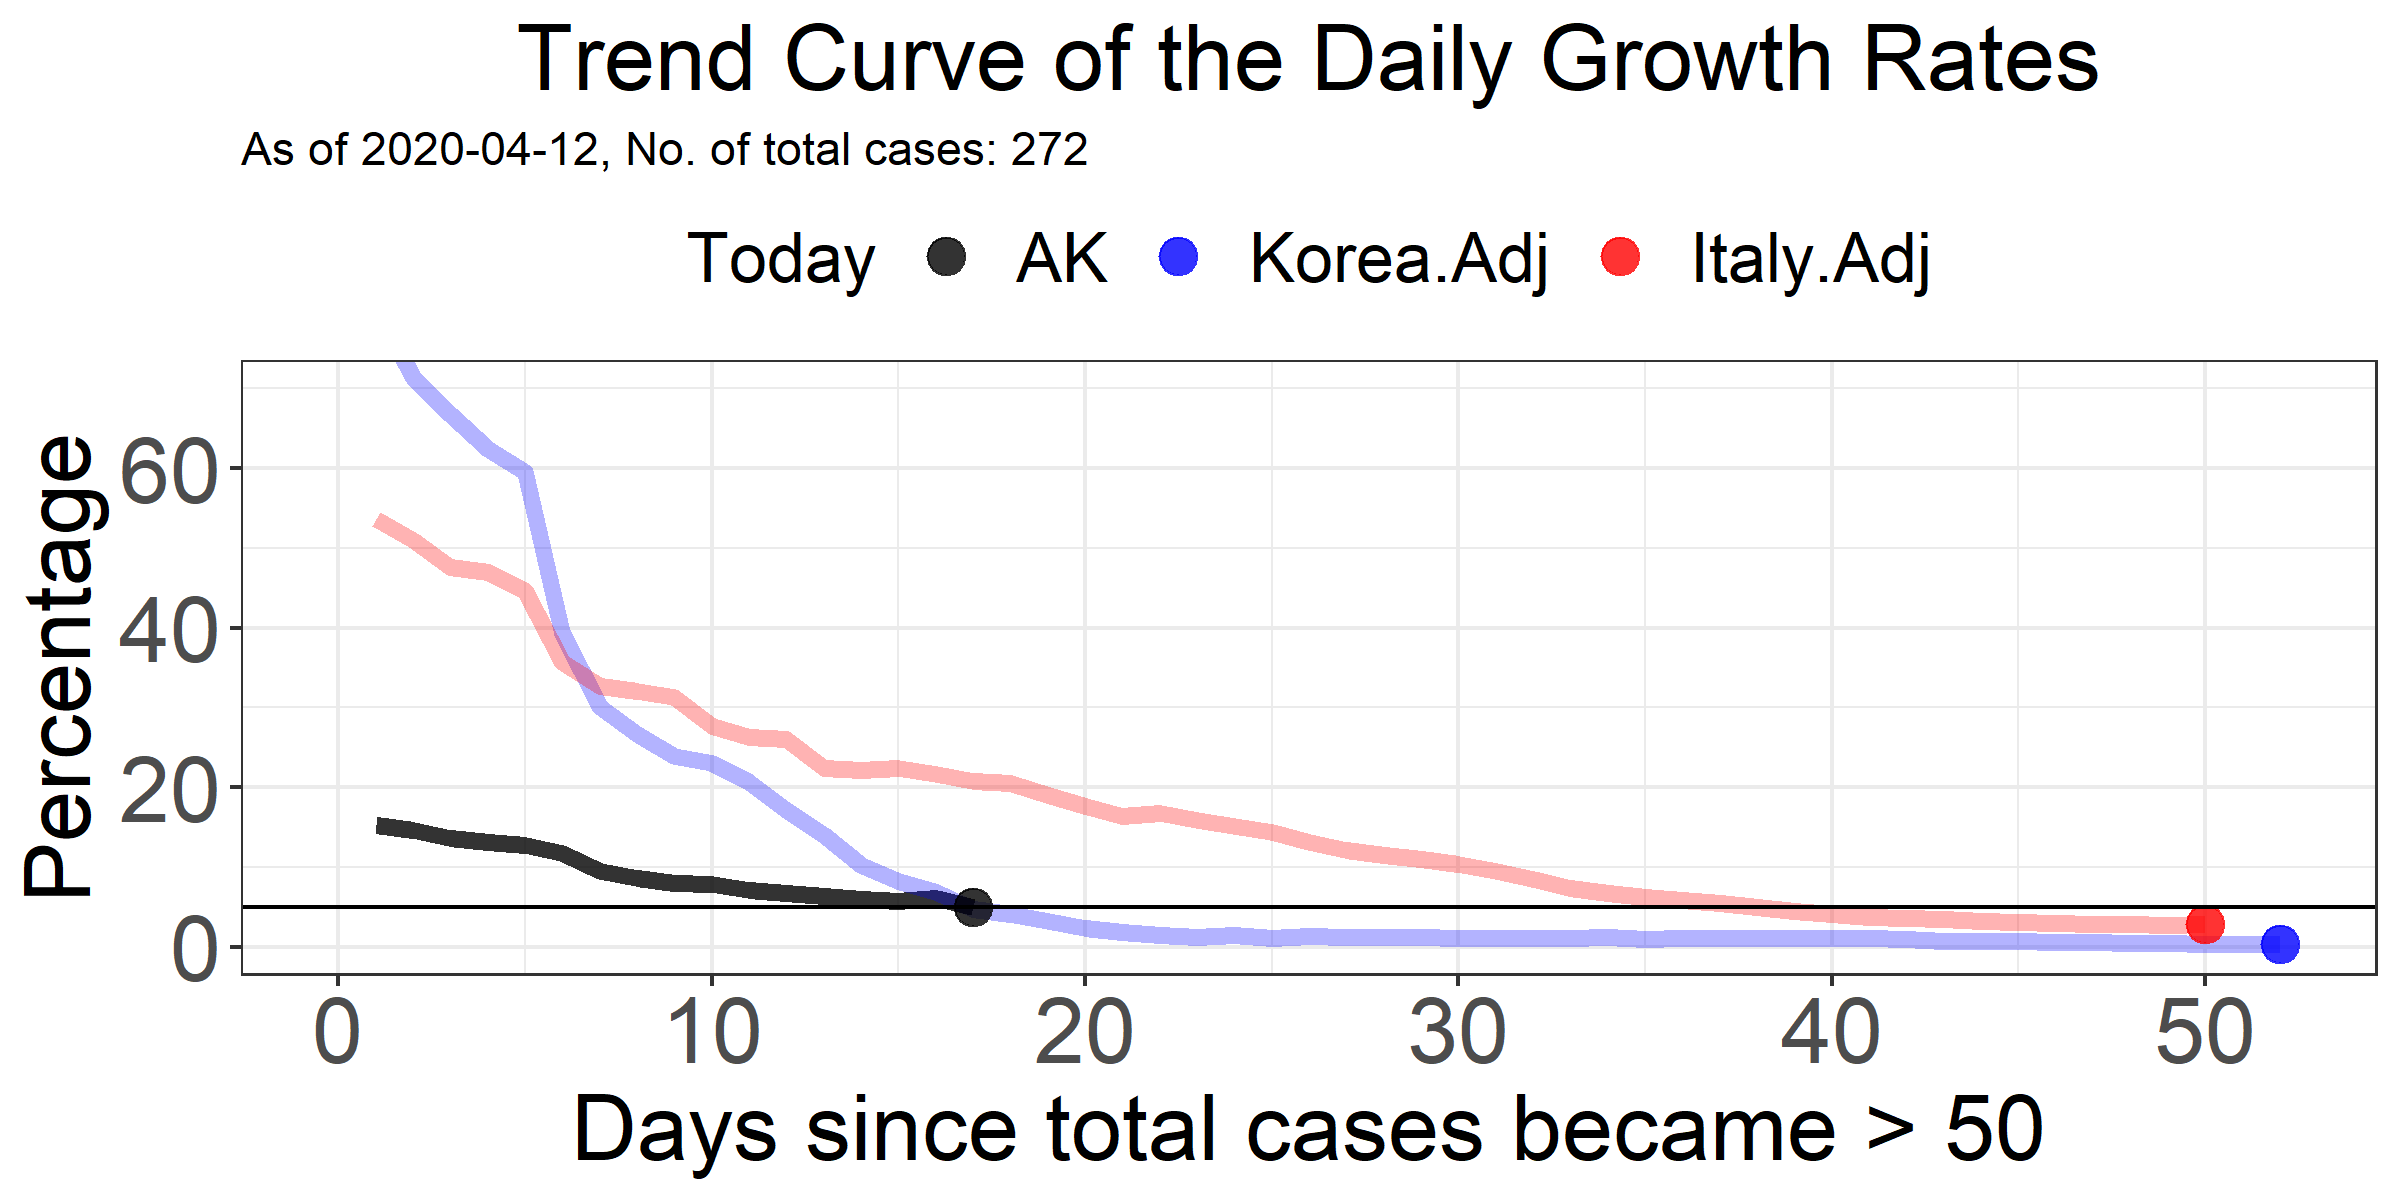 Trend Curve of the Daily Growth Rates
As of 2020-04-12, No. of total cases: 272
Today AK Korea.Adj Italy.Adj
Percentage
60
40
20
0
0 10 20 30 40 50
Days since total cases became > 50